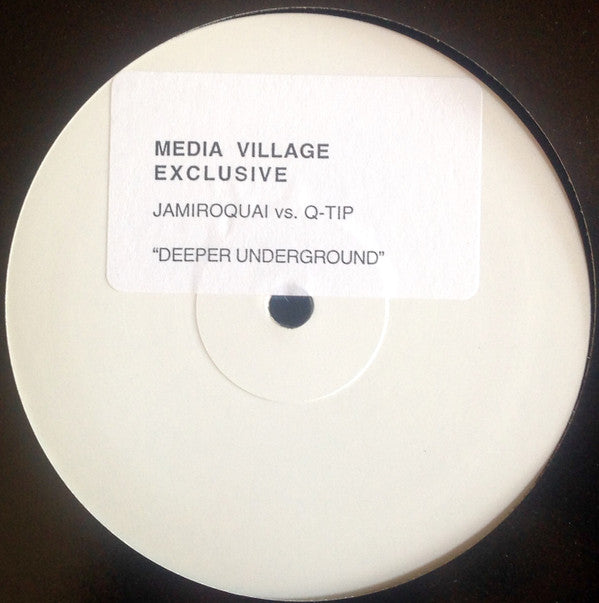 MEDIA VILLAGE
EXCLUSIVE
JAMIROQUAI vs. Q-TIP
“DEEPER UNDERGROUND”